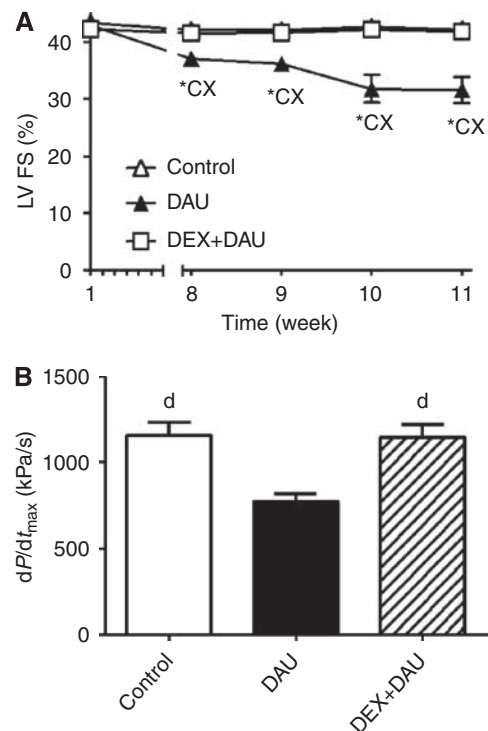 A
40
30
20
10
0
LV FS (%)
*CX
*CX
*CX
*CX
Control
DAU
DEX+DAU
1 8 9 10 11
Time (week)
B
1500
1000
500
0
dP/dtmax (kPa/s)
d
d
Control
DAU
DEX+DAU